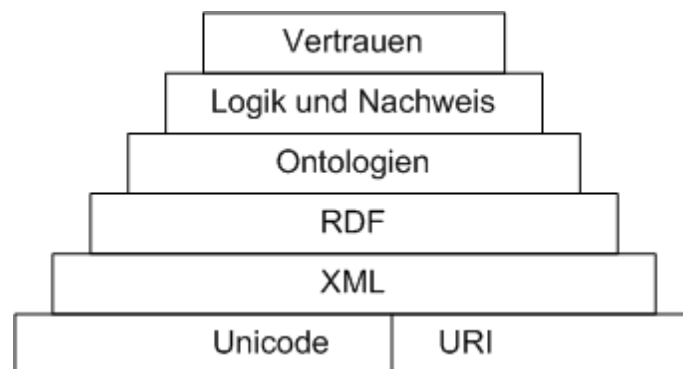 Vertrauen
Logik und Nachweis
Ontologien
RDF
XML
Unicode URI